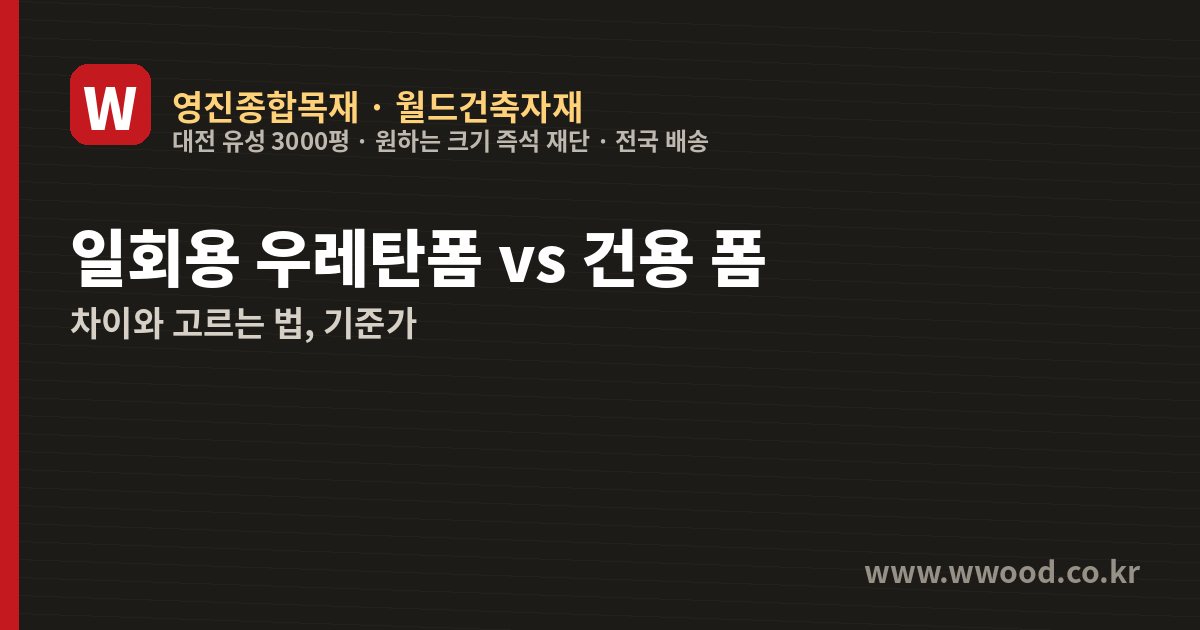 W
영진종합목재 · 월드건축자재
대전 유성 3000평 · 원하는 크기 즉석 재단 · 전국 배송
일회용 우레탄폼 vs 건용 폼
차이와 고르는 법, 기준가
www.wwood.co.kr